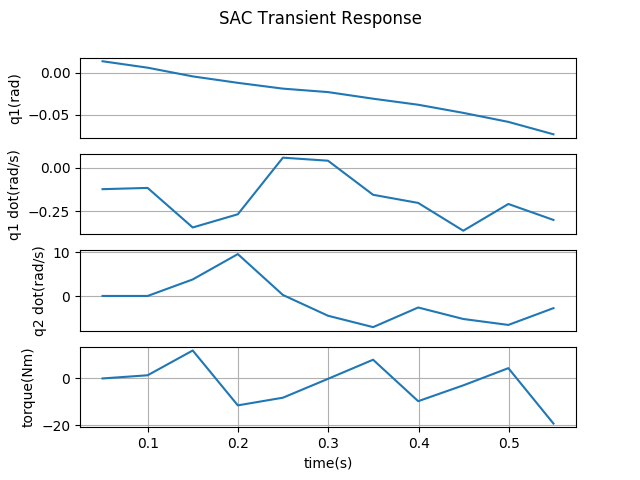 SAC Transient Response
q1(rad)
0.00
−0.05
q1 dot(rad/s)
0.00
−0.25
q2 dot(rad/s)
10
0
torque(Nm)
0
−20
0.1 0.2 0.3 0.4 0.5
time(s)